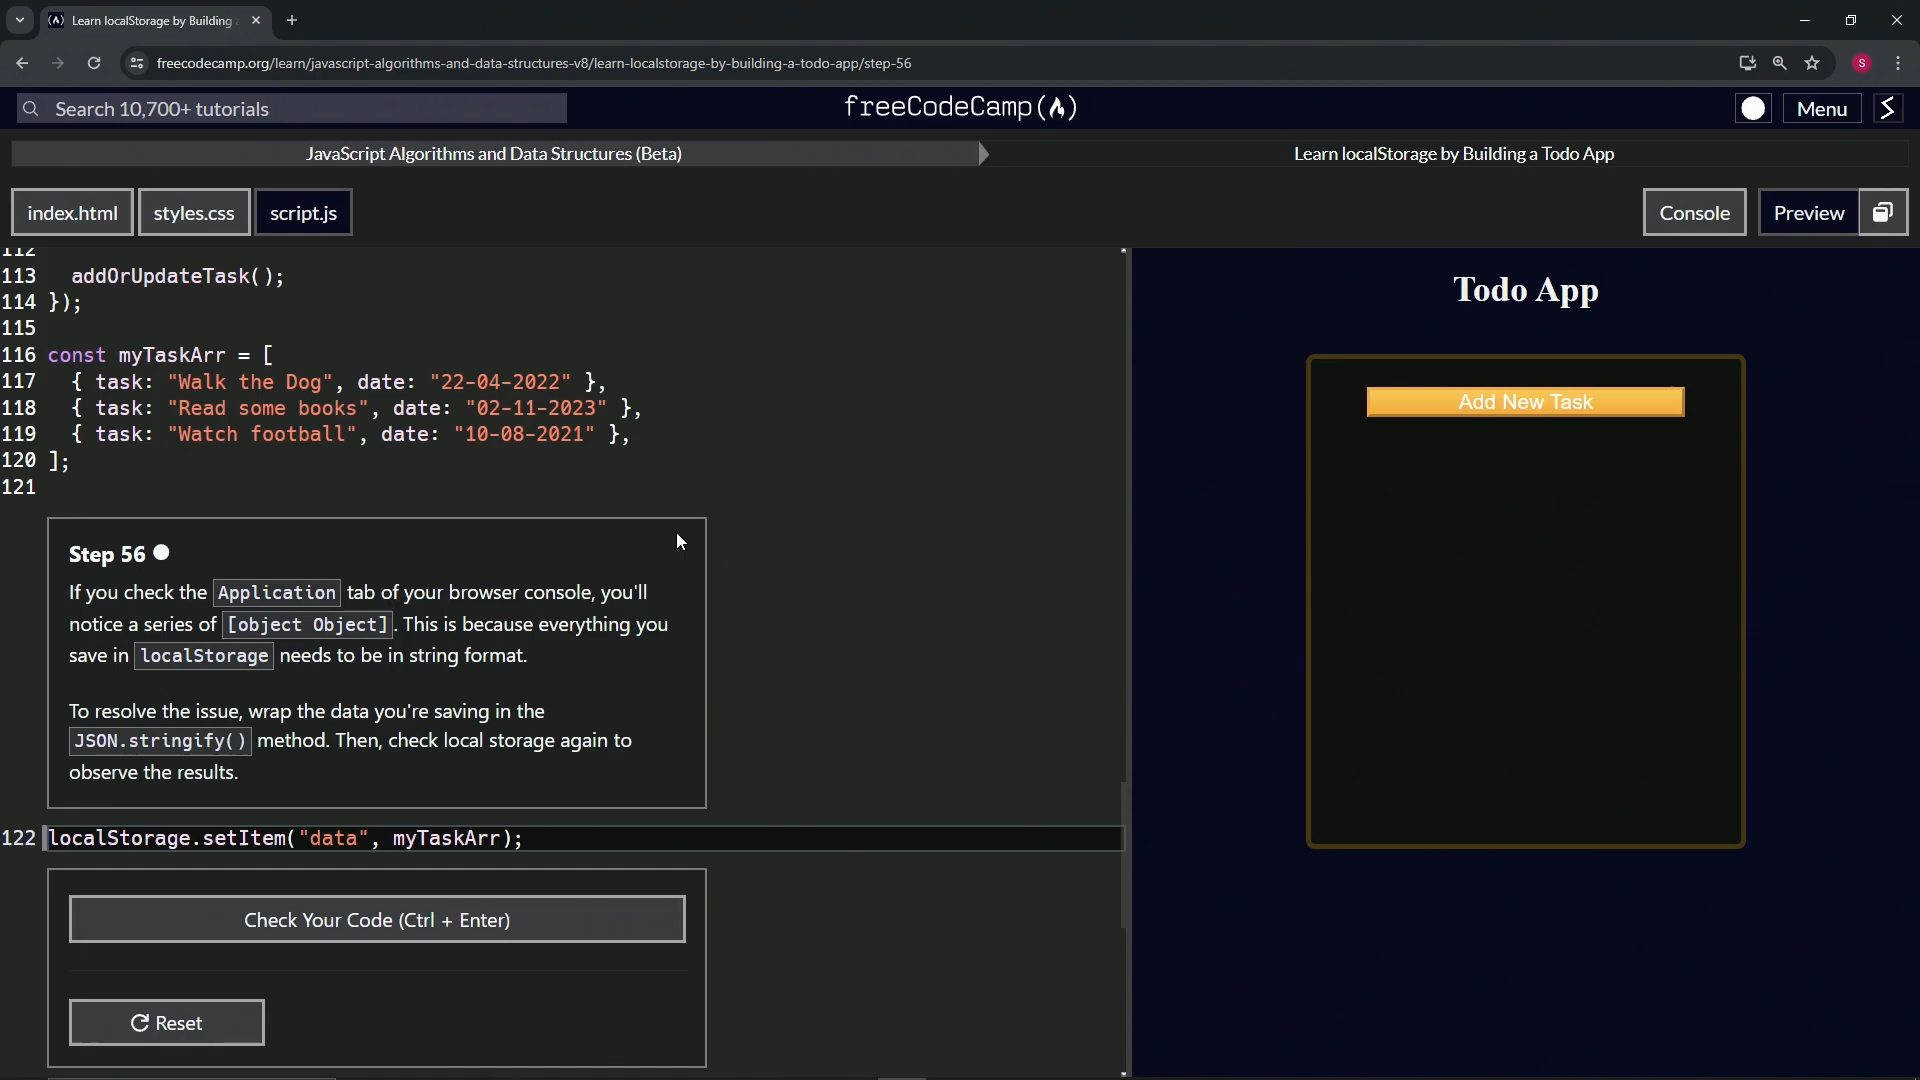 Learn localStorage by Building
freecodecamp.org/learn/javascript-algorithms-and-data-structures-v8/learn-localstorage-by-building-a-todo-app/step-56
S
Search 10,700+ tutorials
freeCodeCamp
Menu
JavaScript Algorithms and Data Structures (Beta)
Learn localStorage by Building a Todo App
index.html
styles.css
script.js
Console
Preview
112
113 addOrUpdateTask();
114 });
115
116 const myTaskArr = [
117 { task: "Walk the Dog", date: "22-04-2022" },
118 { task: "Read some books", date: "02-11-2023" },
119 { task: "Watch football", date: "10-08-2021" },
120 ];
121
Step 56
If you check the Application tab of your browser console, you'll
notice a series of [object Object]. This is because everything you
save in localStorage needs to be in string format.
To resolve the issue, wrap the data you're saving in the
JSON.stringify() method. Then, check local storage again to
observe the results.
122 localStorage.setItem("data", myTaskArr);
Check Your Code (Ctrl + Enter)
Reset
Todo App
Add New Task